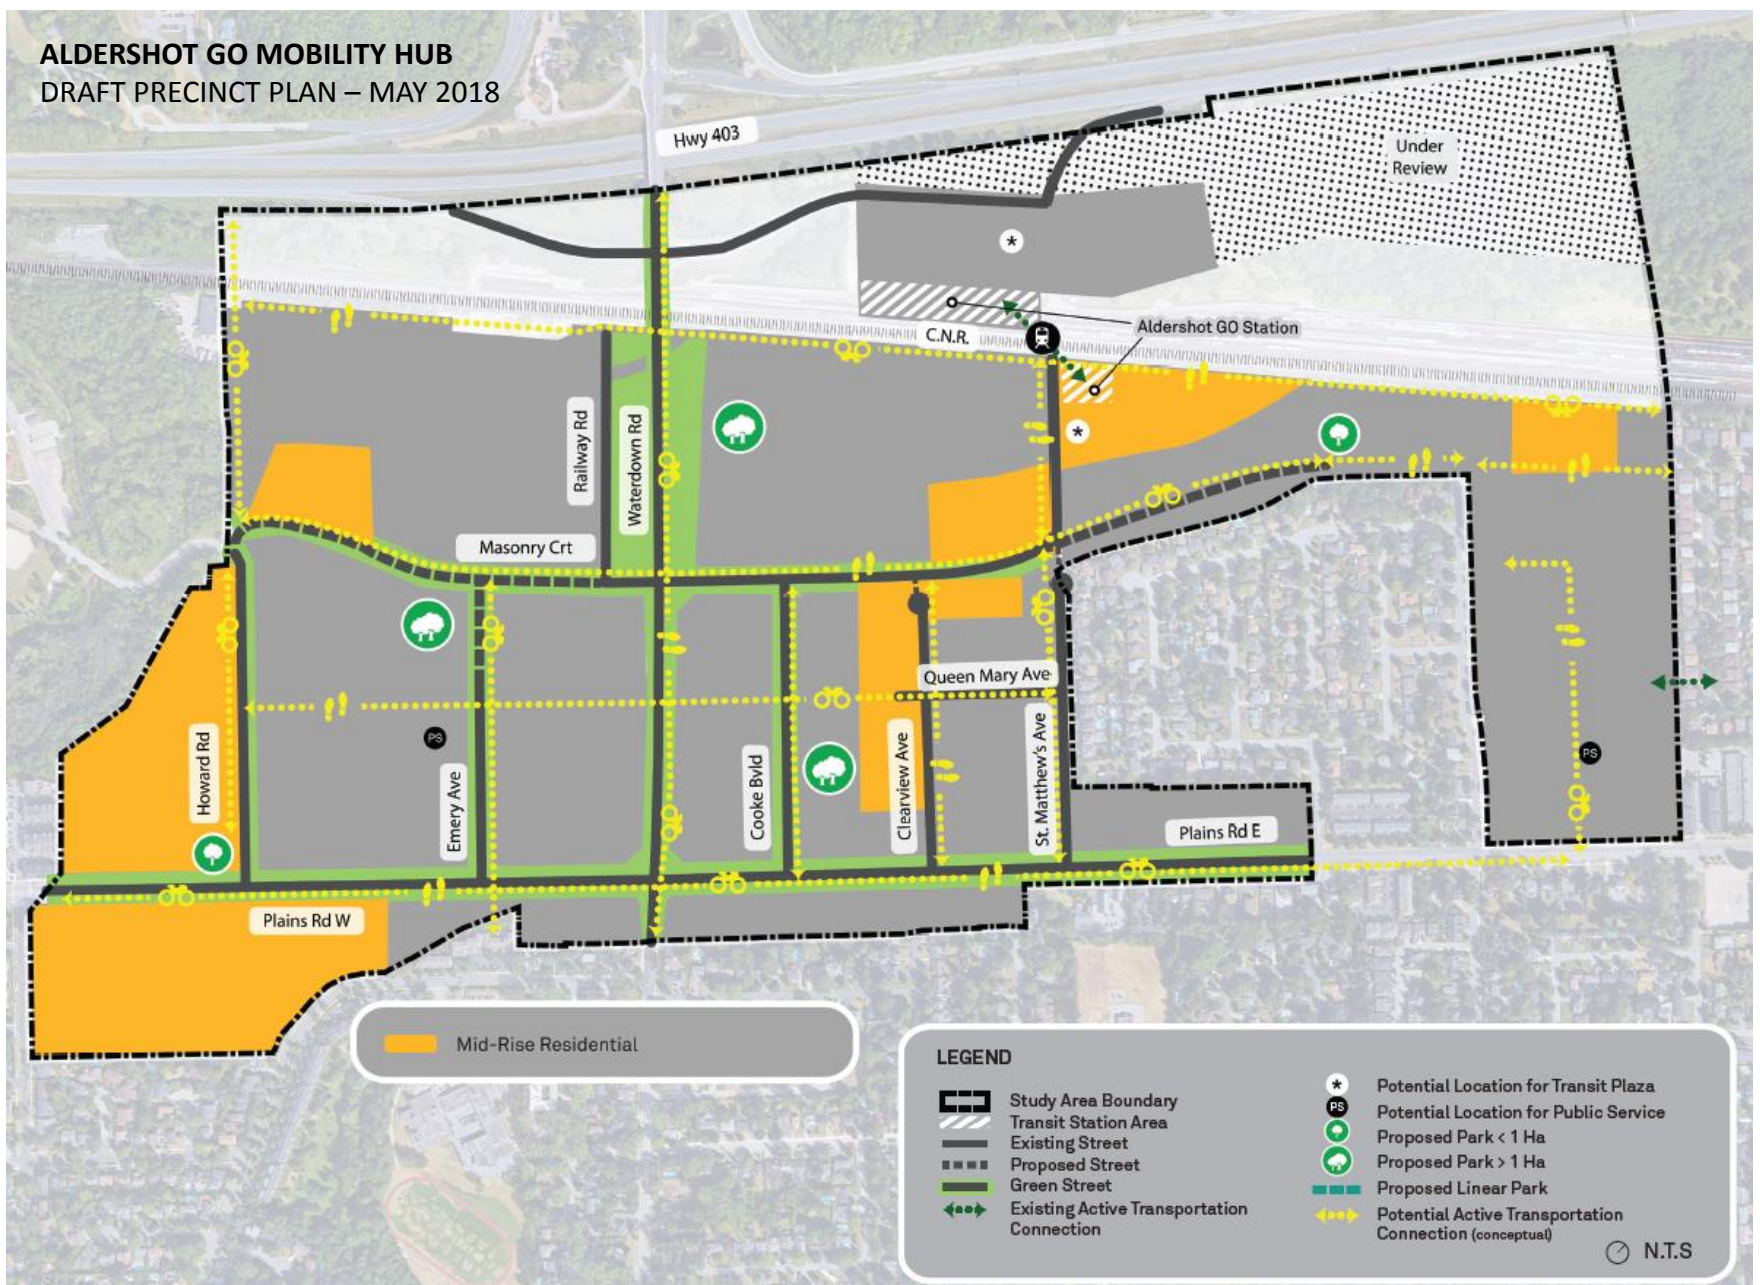 ALDERSHOT GO MOBILITY HUB
DRAFT PRECINCT PLAN – MAY 2018
Hwy 403
Under
Review
*
Aldershot GO Station
C.N.R.
*
Railway Rd
Waterdown Rd
Masonry Crt
Queen Mary Ave
Howard Rd
PS
Emery Ave
Cooke Bvld
Clearview Ave
St. Matthew's Ave
PS
Plains Rd E
Plains Rd W
Mid-Rise Residential
LEGEND
Study Area Boundary
Transit Station Area
Existing Street
Proposed Street
Green Street
Existing Active Transportation
Connection
* Potential Location for Transit Plaza
PS Potential Location for Public Service
Proposed Park < 1 Ha
Proposed Park > 1 Ha
Proposed Linear Park
Potential Active Transportation
Connection (conceptual)
N.T.S